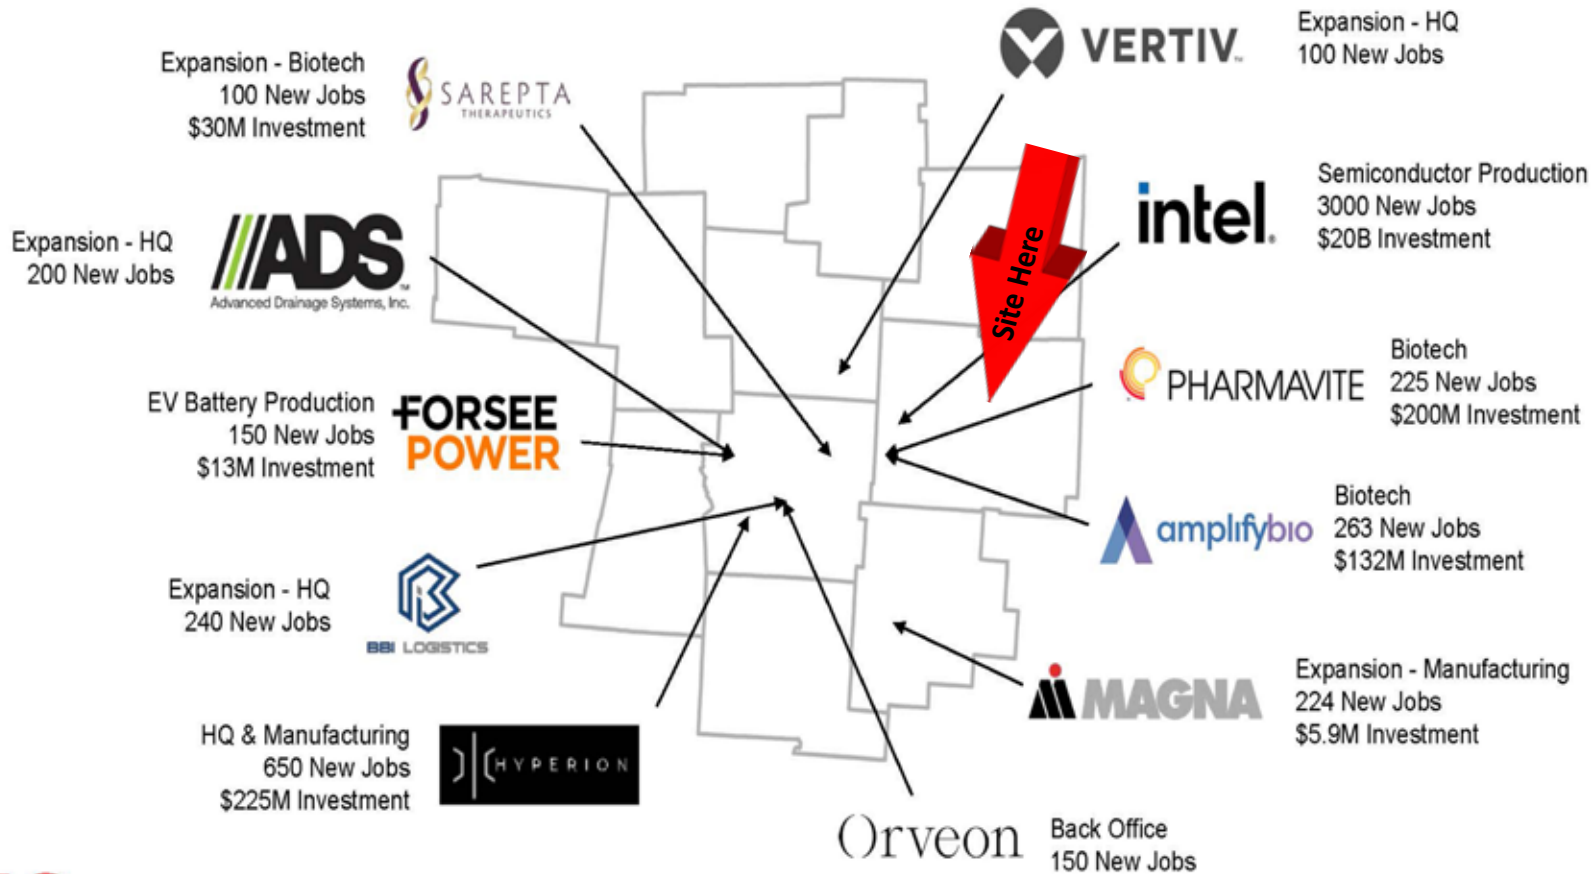 Expansion - Biotech
100 New Jobs
$30M Investment
SAREPTA
THERAPEUTICS
VERTIV™
Expansion - HQ
100 New Jobs
Expansion - HQ
200 New Jobs
ADS™
Advanced Drainage Systems, Inc.
Site Here
intel.
Semiconductor Production
3000 New Jobs
$20B Investment
EV Battery Production
150 New Jobs
$13M Investment
FORSEE
POWER
PHARMAVITE
Biotech
225 New Jobs
$200M Investment
amplifybio
Biotech
263 New Jobs
$132M Investment
Expansion - HQ
240 New Jobs
BBI LOGISTICS
MAGNA
Expansion - Manufacturing
224 New Jobs
$5.9M Investment
HQ & Manufacturing
650 New Jobs
$225M Investment
HYPERION
Orveon
Back Office
150 New Jobs